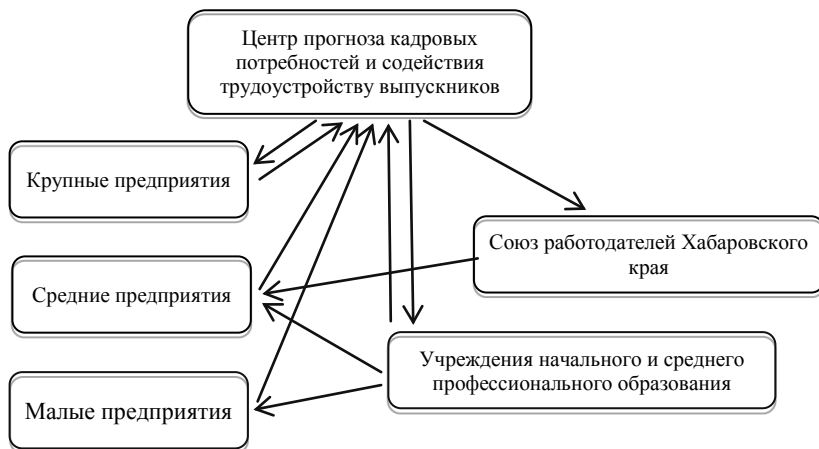 Центр прогноза кадровых
потребностей и содействия
трудоустройству выпускников
Крупные предприятия
Союз работодателей Хабаровского
края
Средние предприятия
Учреждения начального и среднего
профессионального образования
Малые предприятия